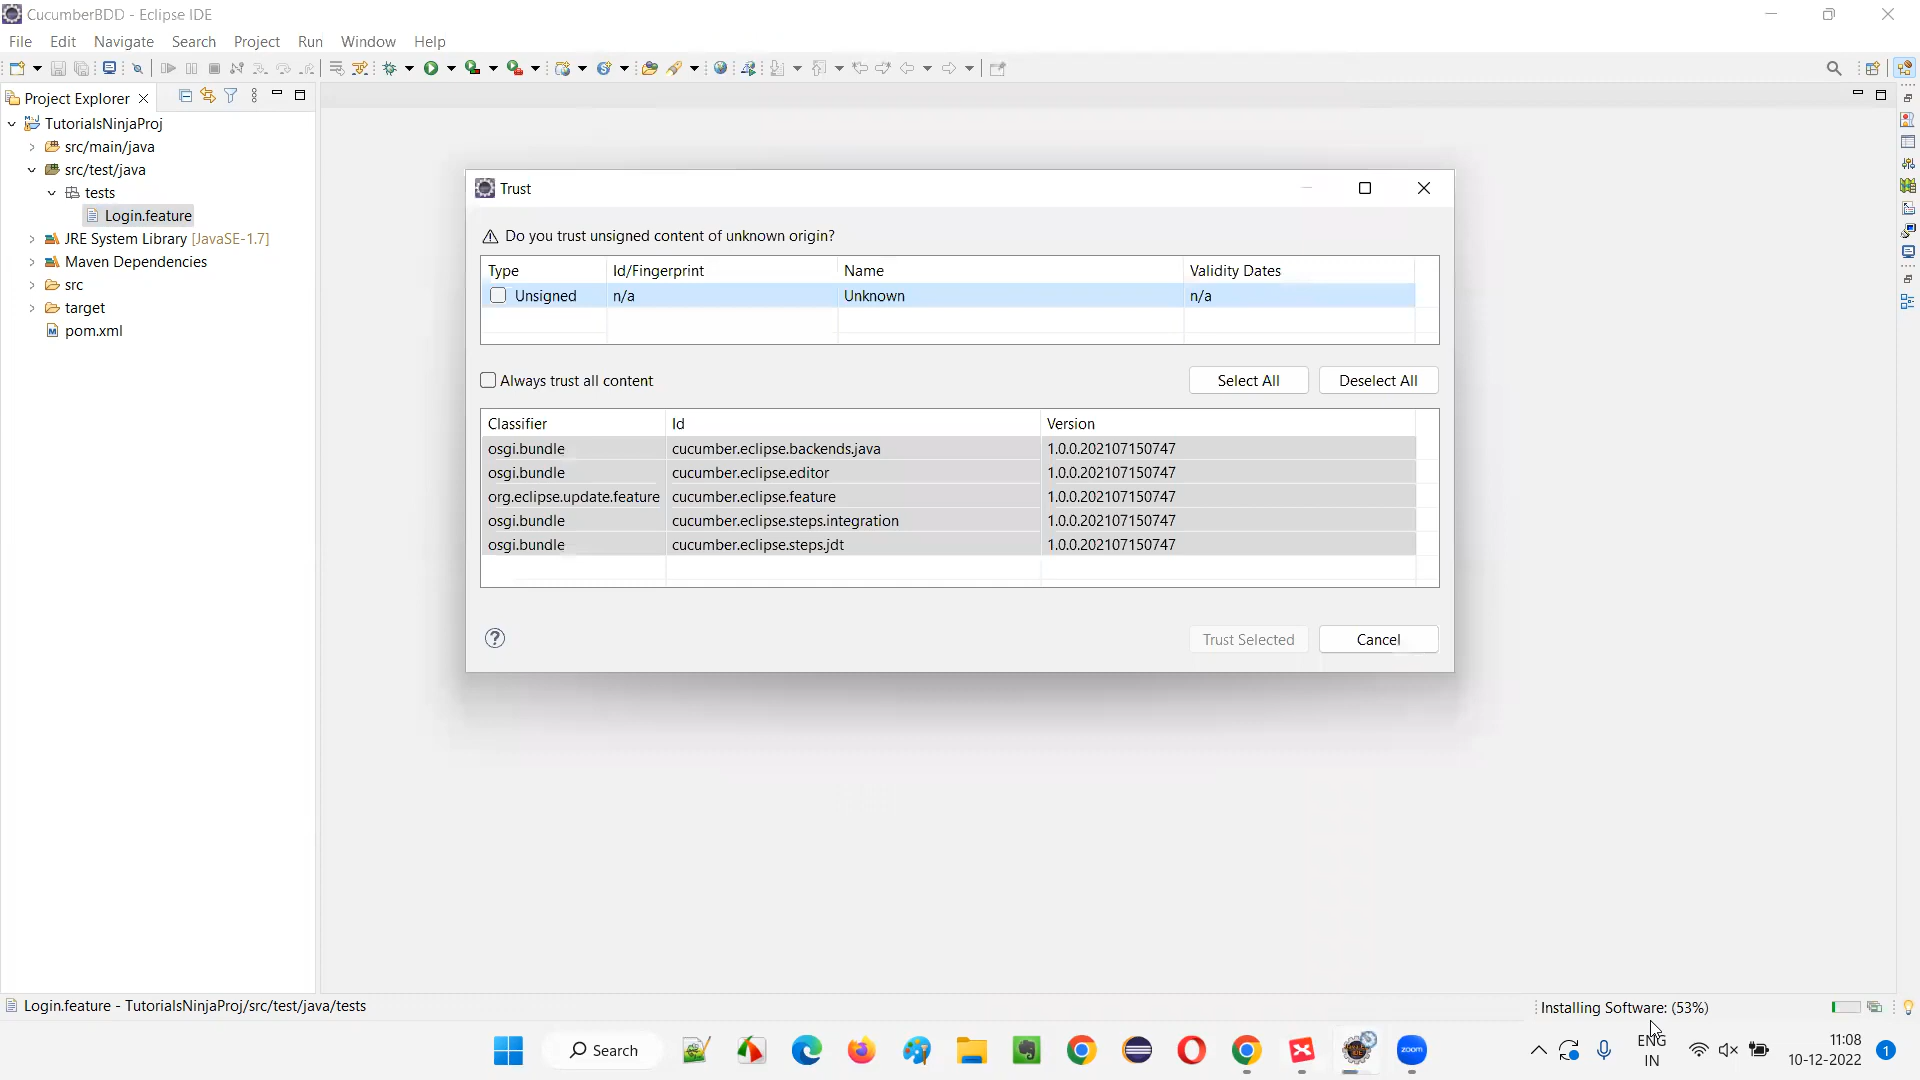 CucumberBDD - Eclipse IDE
File Edit Navigate Search Project Run Window Help
Project Explorer
TutorialsNinjaProj
src/main/java
src/test/java
tests
Login.feature
JRE System Library [JavaSE-1.7]
Maven Dependencies
src
target
pom.xml
Trust
Do you trust unsigned content of unknown origin?
Type Id/Fingerprint Name Validity Dates
Unsigned n/a Unknown n/a
Always trust all content Select All Deselect All
Classifier Id Version
osgi.bundle cucumber.eclipse.backends.java 1.0.0.202107150747
osgi.bundle cucumber.eclipse.editor 1.0.0.202107150747
org.eclipse.update.feature cucumber.eclipse.feature 1.0.0.202107150747
osgi.bundle cucumber.eclipse.steps.integration 1.0.0.202107150747
osgi.bundle cucumber.eclipse.steps.jdt 1.0.0.202107150747
Trust Selected Cancel
Login.feature - TutorialsNinjaProj/src/test/java/tests
Installing Software: (53%)
Search
zoom
ENG
IN
11:08
10-12-2022
1